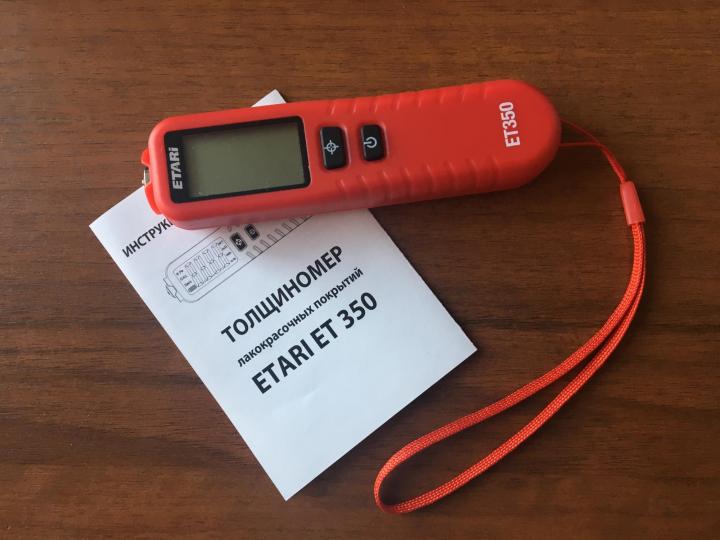 ETARI
ET350
ИНСТРУК
ТОЛЩИНОМЕР
лакокрасочных покрытий
ETARI ET 350